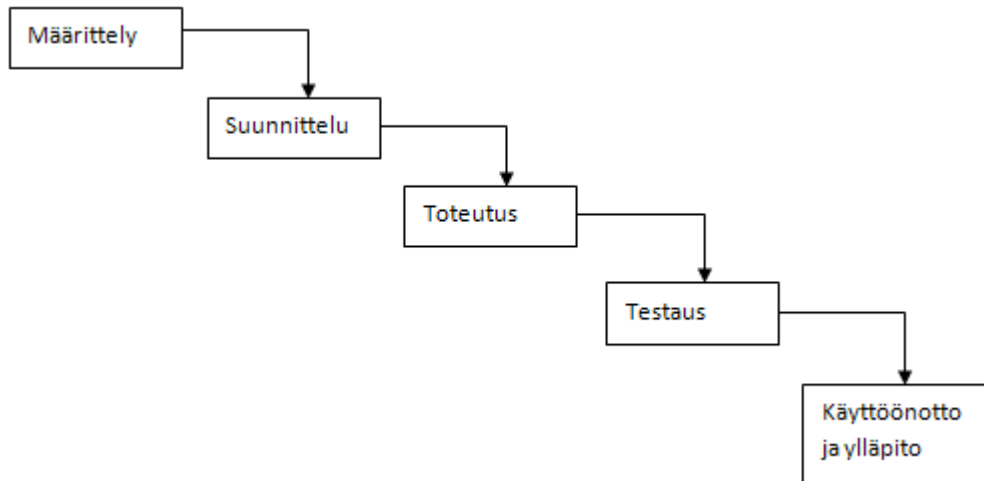 Määrittely
Suunnittelu
Toteutus
Testaus
Käyttöönotto
ja ylläpito